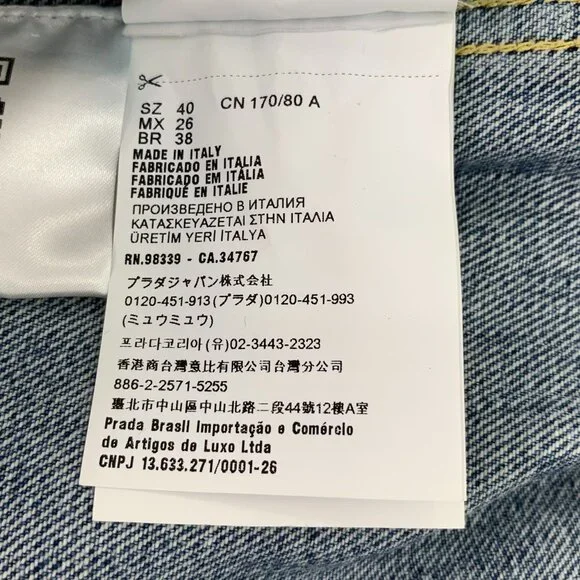 SZ 40 CN 170/80 A
MX 26
BR 38
MADE IN ITALY
FABRICADO EN ITALIA
FABRICADO EM ITÁLIA
FABRIQUÉ EN ITALIE
ПРОИЗВЕДЕНО В ИТАЛИЯ
ΚΑΤΑΣΚΕΥΑΖΕΤΑΙ ΣΤΗΝ ΙΤΑΛΙΑ
ÜRETİM YERİ İTALYA
RN.98339 - CA.34767
プラダジャパン株式会社
0120-451-913(プラダ)0120-451-993
(ミュウミュウ)
프라다코리아(유)02-3443-2323
香港商台灣意比有限公司台灣分公司
886-2-2571-5255
臺北市中山區中山北路二段44號12樓A室
Prada Brasil Importação e Comércio
de Artigos de Luxo Ltda
CNPJ 13.633.271/0001-26